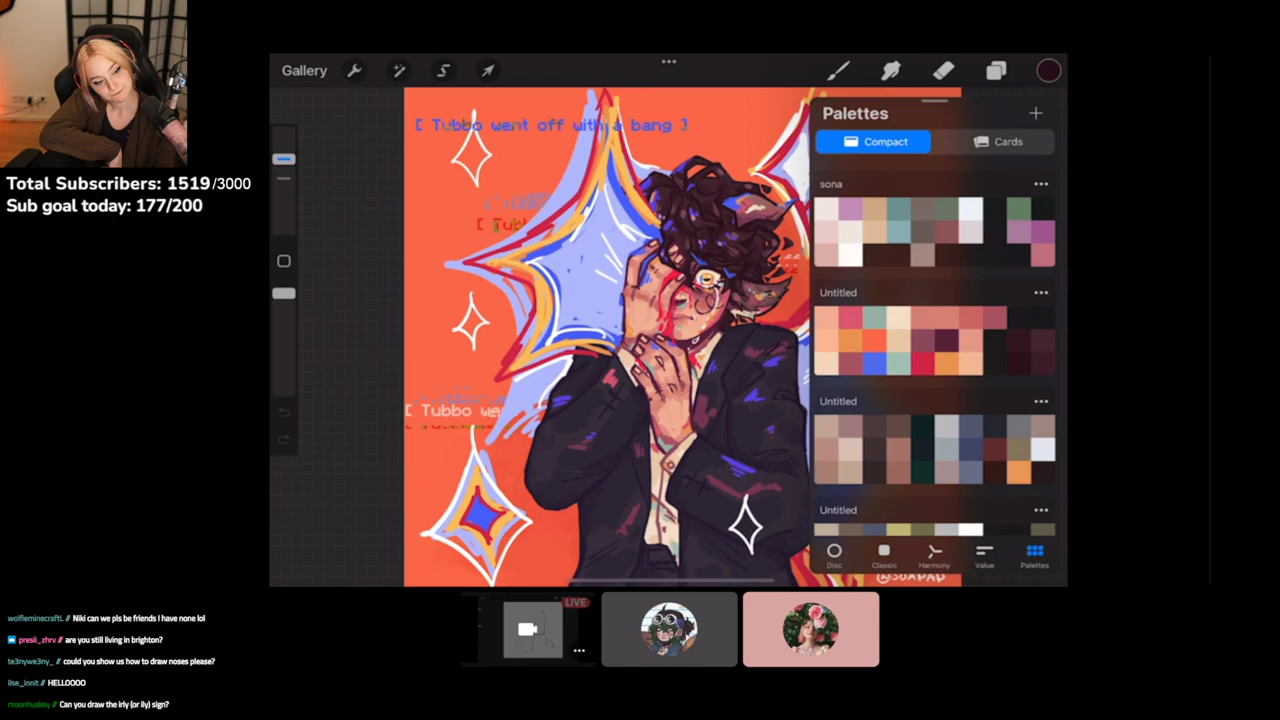 Gallery
[ Tubbo went off with a bang ]
[ Tub
[ Tubbo we
Palettes
Compact
Cards
sona
Untitled
Untitled
Untitled
Disc
Classic
Harmony
Value
Palettes
Total Subscribers: 1519/3000
Sub goal today: 177/200
LIVE
wolfieminecraftL // Niki can we pls be friends I have none lol
presii_zhrv // are you still living in brighton?
te3nywe3ny_ // could you show us how to draw noses please?
ilse_innit // HELLOOOO
moonhuskey // Can you draw the irly (or ily) sign?